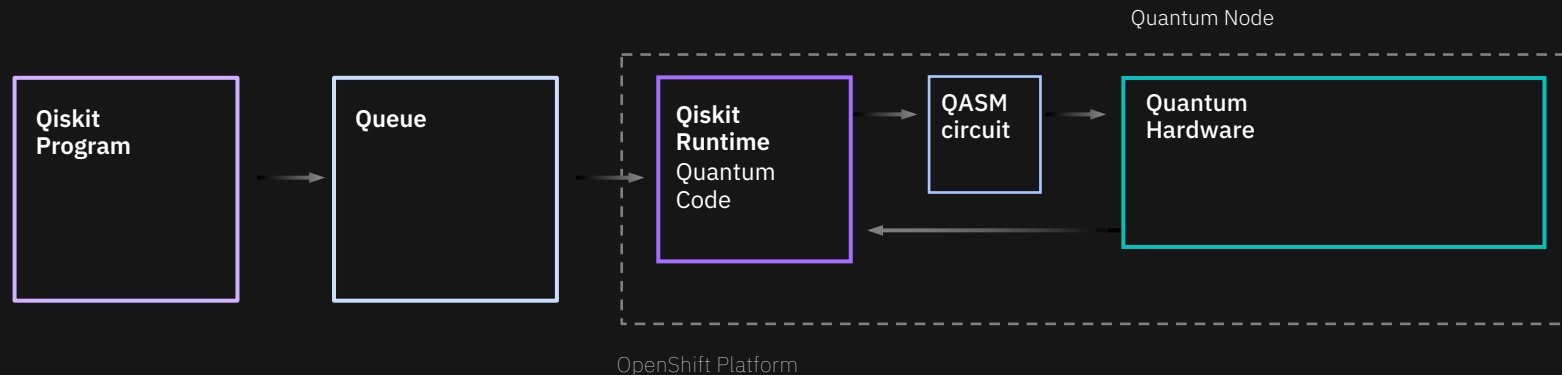 Quantum Node
Qiskit
Program
Queue
Qiskit
Runtime
Quantum
Code
QASM
circuit
Quantum
Hardware
OpenShift Platform